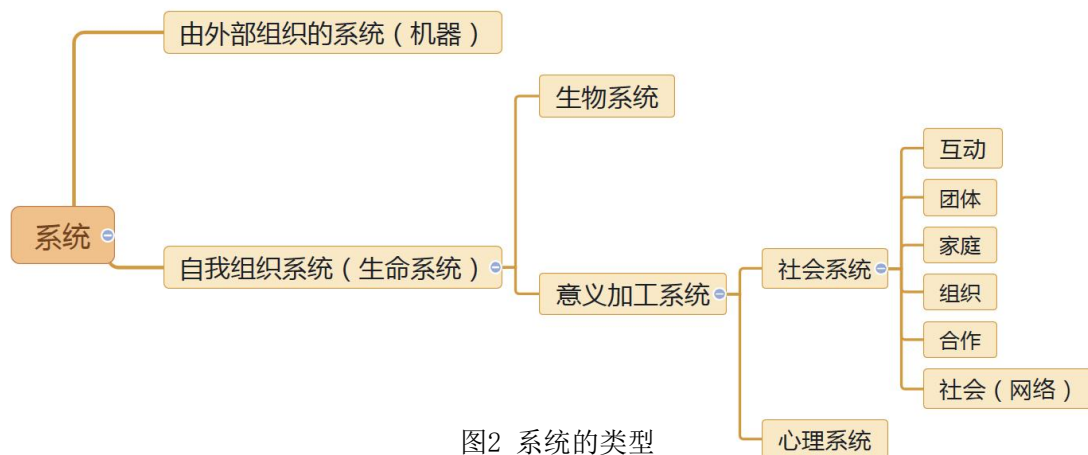 由外部组织的系统（机器）
生物系统
互动
团体
系统
家庭
自我组织系统（生命系统）
社会系统
意义加工系统
组织
合作
社会（网络）
图2 系统的类型
心理系统